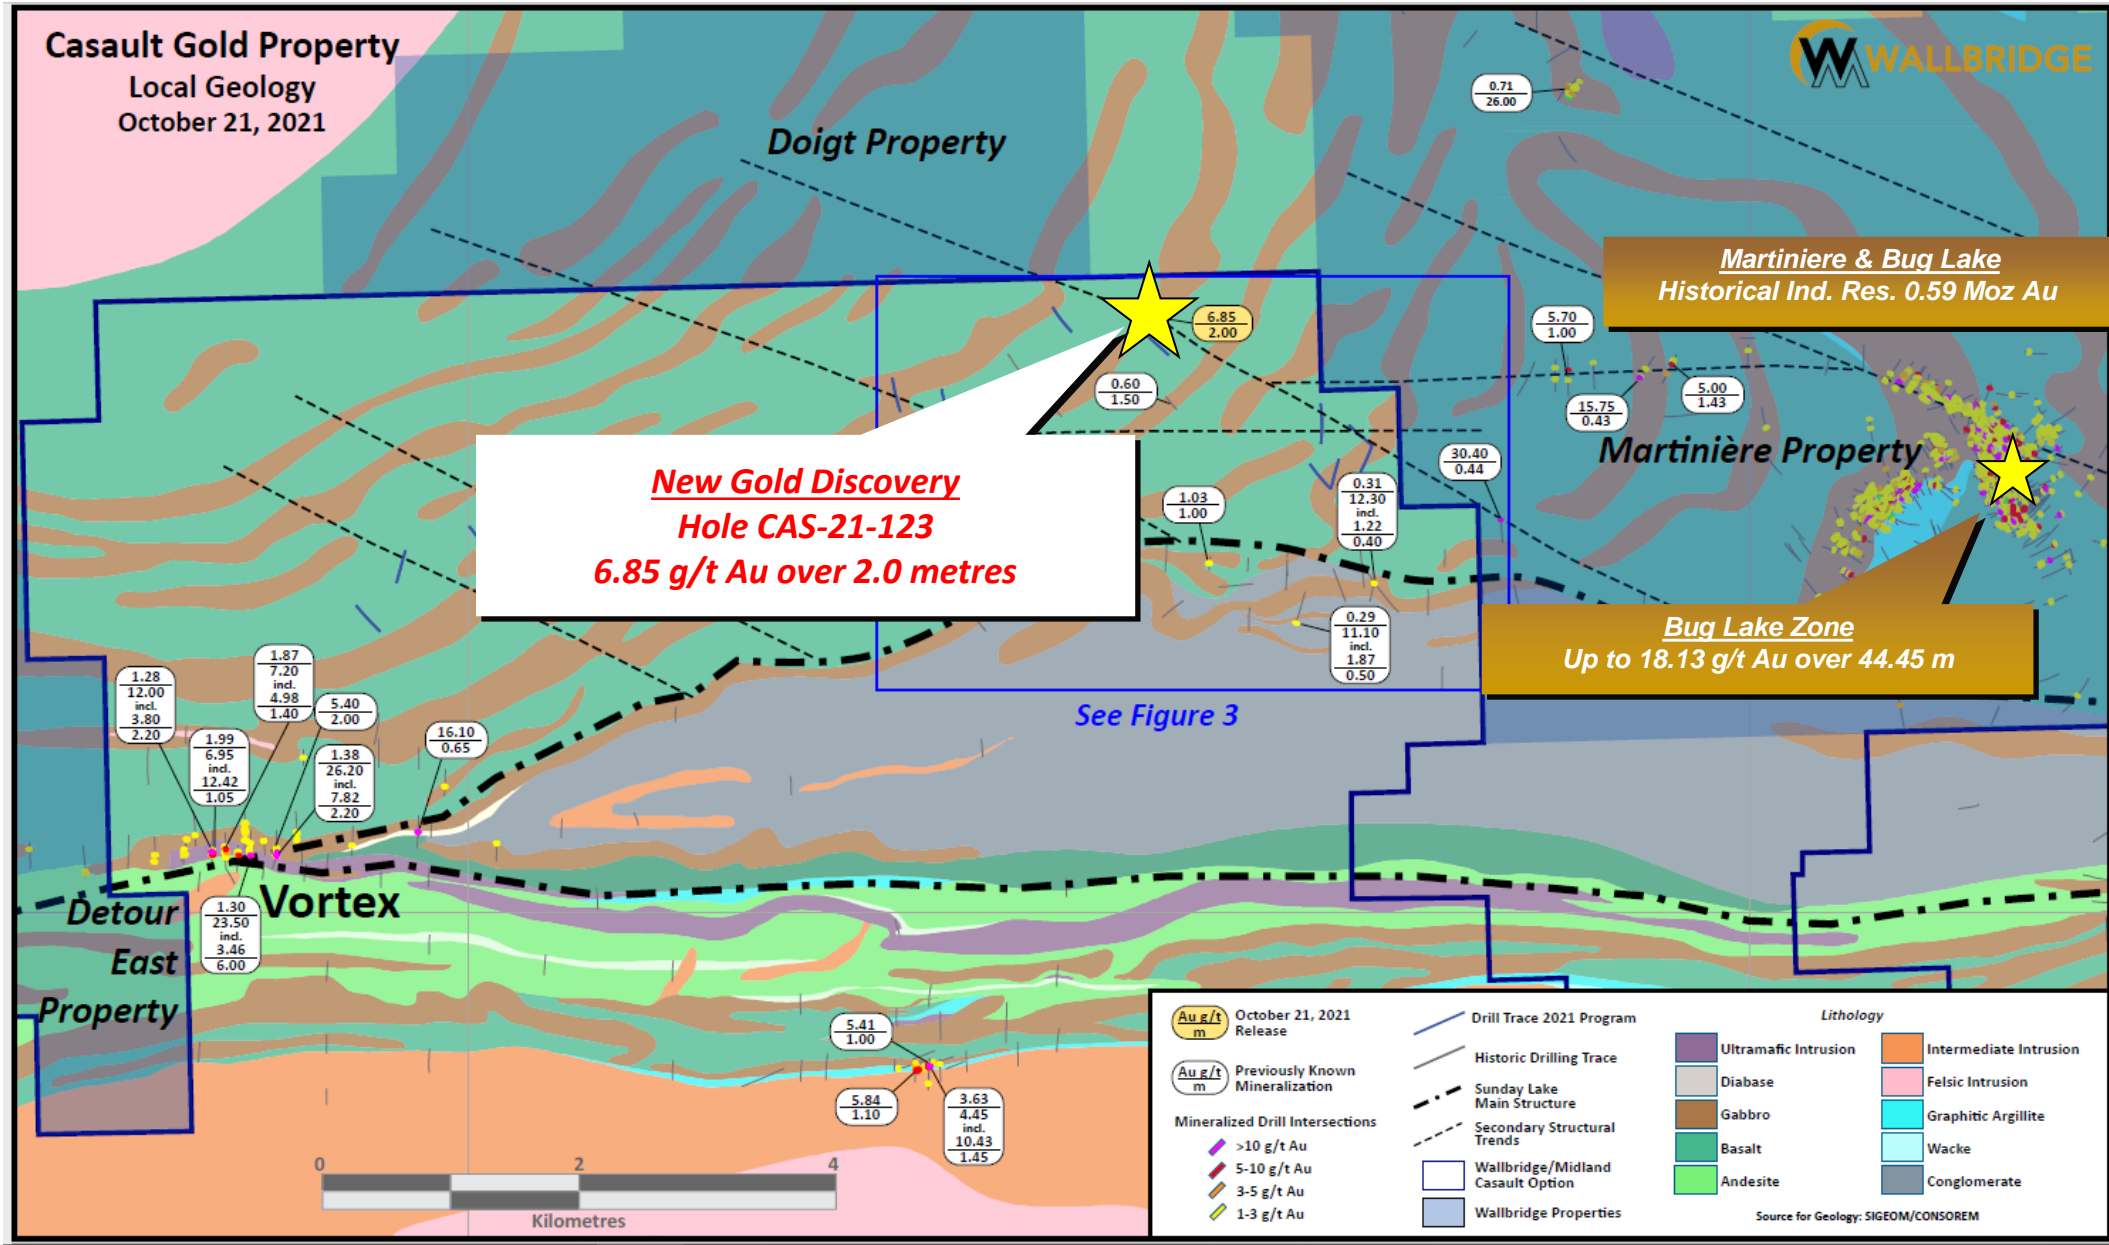 Casault Gold Property
Local Geology
October 21, 2021
WALLBRIDGE
Doigt Property
0.71
26.00
Martiniere & Bug Lake
Historical Ind. Res. 0.59 Moz Au
6.85
2.00
5.70
1.00
0.60
1.50
5.00
1.43
15.75
0.43
Martinière Property
30.40
0.44
New Gold Discovery
Hole CAS-21-123
6.85 g/t Au over 2.0 metres
1.03
1.00
0.31
12.30
incl.
1.22
0.40
0.29
11.10
incl.
1.87
0.50
Bug Lake Zone
Up to 18.13 g/t Au over 44.45 m
See Figure 3
1.28
12.00
incl.
3.80
2.20
1.87
7.20
incl.
4.98
1.40
5.40
2.00
1.99
6.95
incl.
12.42
1.05
1.38
26.20
incl.
7.82
2.20
16.10
0.65
Vortex
Detour
East
Property
1.30
23.50
incl.
3.46
6.00
5.41
1.00
5.84
1.10
3.63
4.45
incl.
10.43
1.45
0 2 4
Kilometres
Au g/t
m
October 21, 2021
Release
Au g/t
m
Previously Known
Mineralization
Mineralized Drill Intersections
>10 g/t Au
5-10 g/t Au
3-5 g/t Au
1-3 g/t Au
Drill Trace 2021 Program
Historic Drilling Trace
Sunday Lake
Main Structure
Secondary Structural
Trends
Wallbridge/Midland
Casault Option
Wallbridge Properties
Lithology
Ultramafic Intrusion
Diabase
Gabbro
Basalt
Andesite
Intermediate Intrusion
Felsic Intrusion
Graphitic Argillite
Wacke
Conglomerate
Source for Geology: SIGEOM/CONSOREM